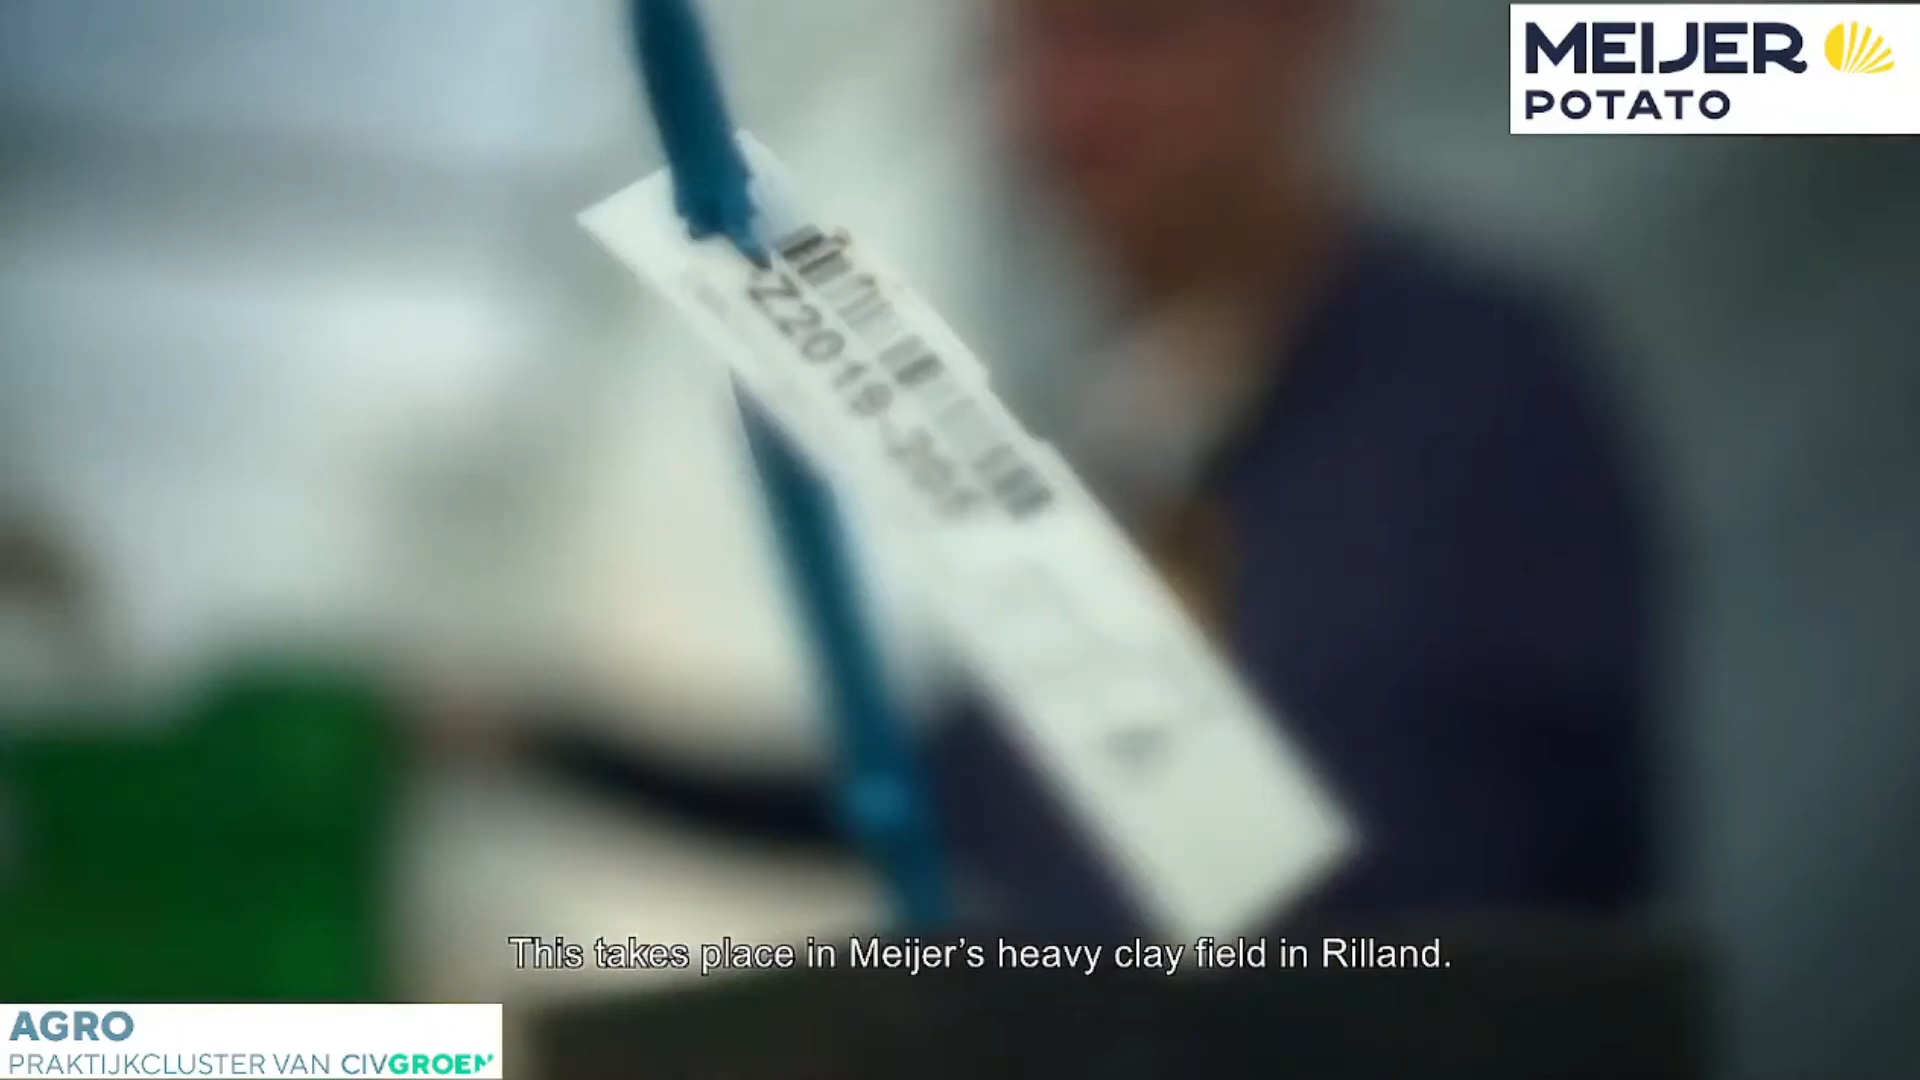 MEIJER
POTATO
This takes place in Meijer’s heavy clay field in Rilland.
AGRO
PRAKTIJKCLUSTER VAN CIVGROEN